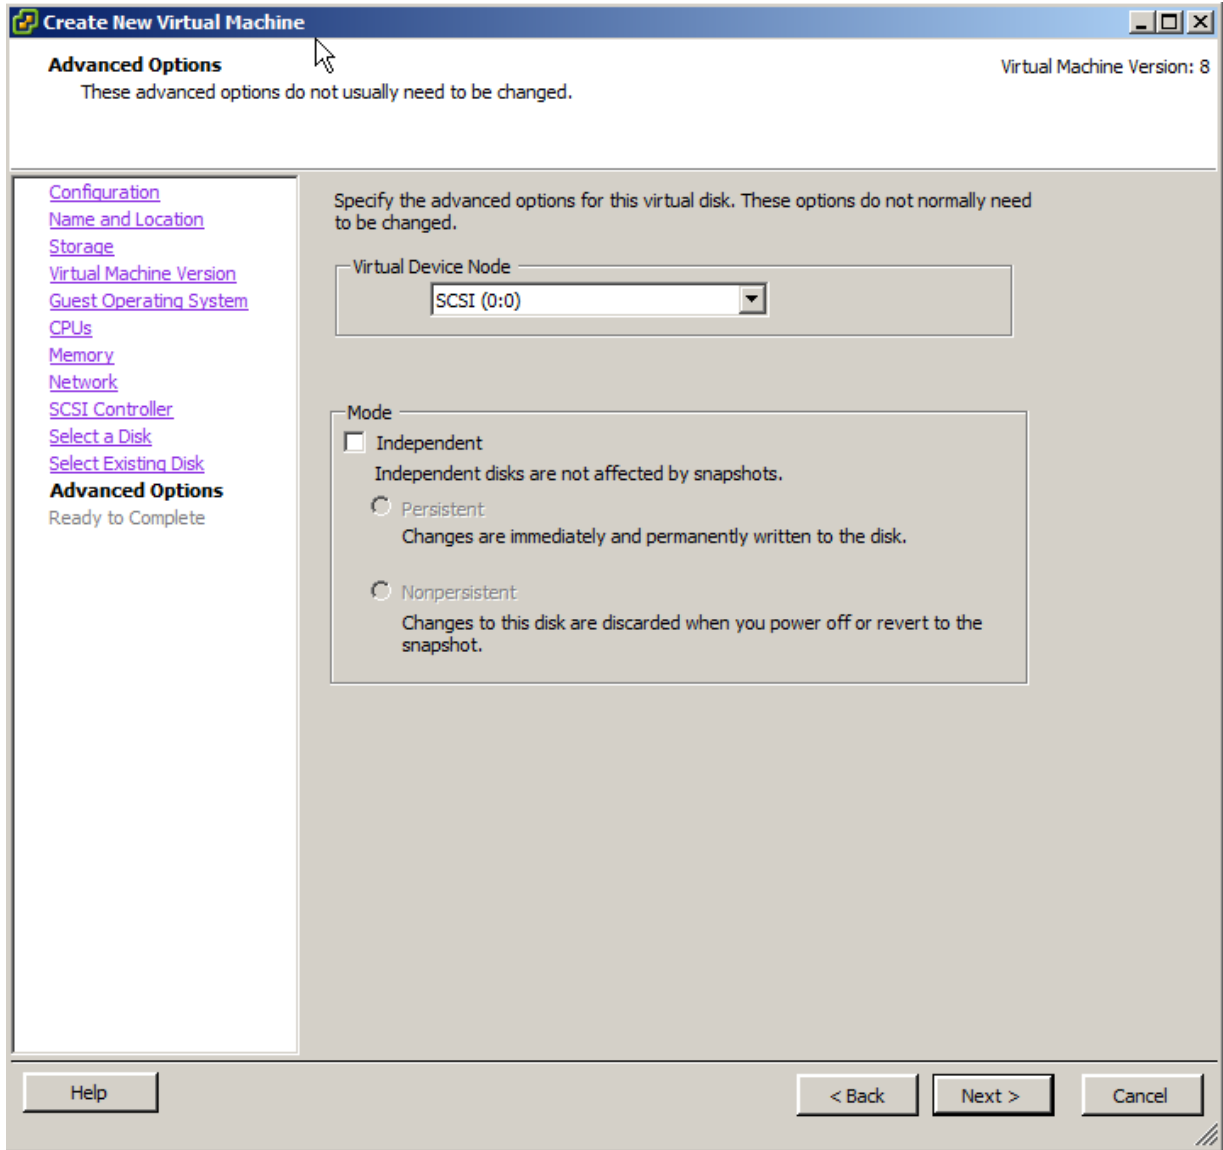 Create New Virtual Machine
Advanced Options
Virtual Machine Version: 8
These advanced options do not usually need to be changed.
Configuration
Name and Location
Storage
Virtual Machine Version
Guest Operating System
CPUs
Memory
Network
SCSI Controller
Select a Disk
Select Existing Disk
Advanced Options
Ready to Complete
Specify the advanced options for this virtual disk. These options do not normally need
to be changed.
Virtual Device Node
SCSI (0:0)
Mode
Independent
Independent disks are not affected by snapshots.
Persistent
Changes are immediately and permanently written to the disk.
Nonpersistent
Changes to this disk are discarded when you power off or revert to the
snapshot.
Help
< Back
Next >
Cancel